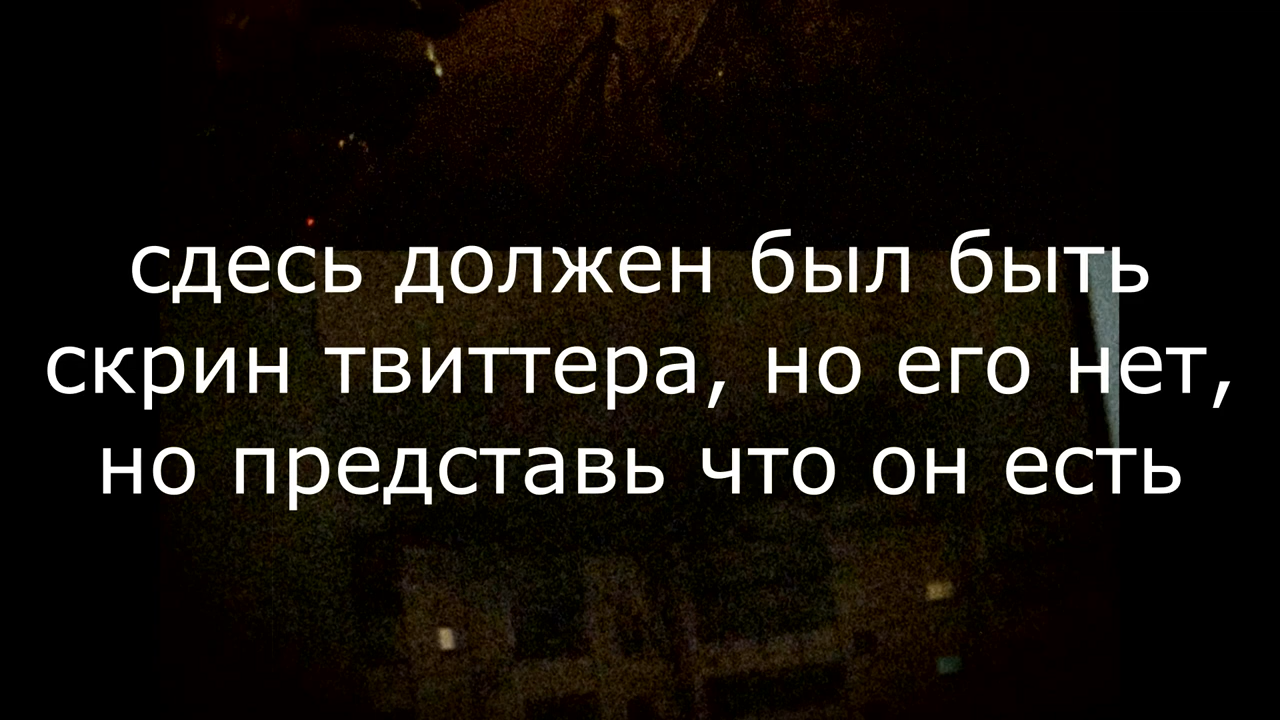 сдесь должен был быть
скрин твиттера, но его нет,
но представь что он есть